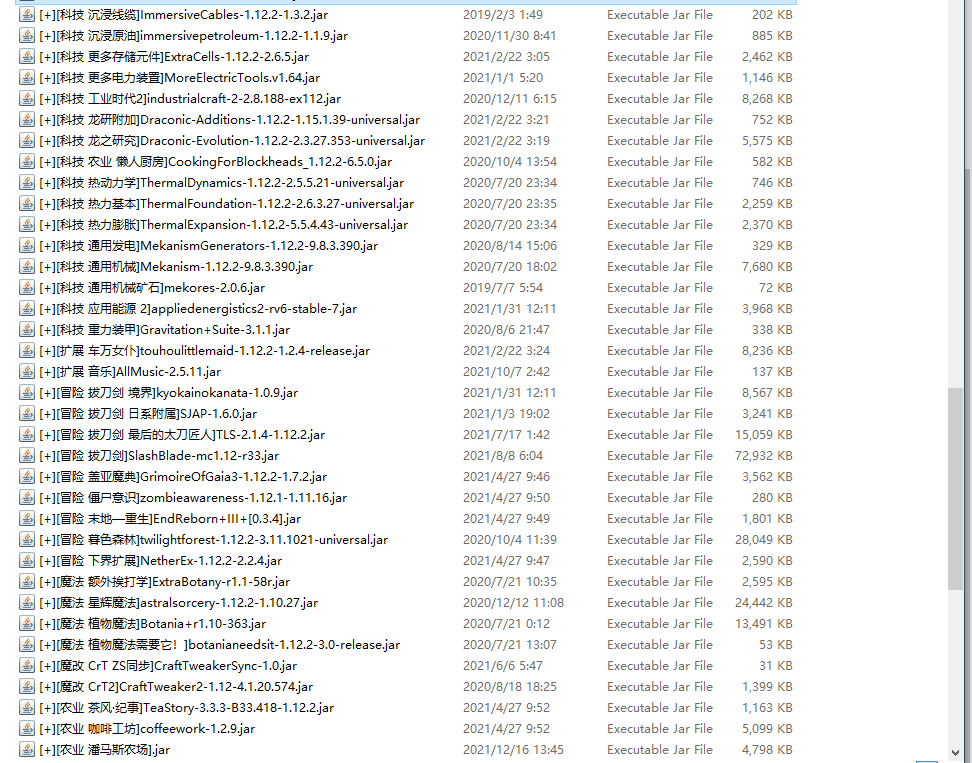 [+][科技 沉浸线缆]ImmersiveCables-1.12.2-1.3.2.jar 2019/2/3 1:49 Executable Jar File 202 KB
[+][科技 沉浸原油]immersivepetroleum-1.12.2-1.1.9.jar 2020/11/30 8:41 Executable Jar File 885 KB
[+][科技 更多存储元件]ExtraCells-1.12.2-2.6.5.jar 2021/2/22 3:05 Executable Jar File 2,462 KB
[+][科技 更多电力装置]MoreElectricTools.v1.64.jar 2021/1/1 5:20 Executable Jar File 1,146 KB
[+][科技 工业时代2]industrialcraft-2-2.8.188-ex112.jar 2020/12/11 6:15 Executable Jar File 8,268 KB
[+][科技 龙研附加]Draconic-Additions-1.12.2-1.15.1.39-universal.jar 2021/2/22 3:21 Executable Jar File 752 KB
[+][科技 龙之研究]Draconic-Evolution-1.12.2-2.3.27.353-universal.jar 2021/2/22 3:19 Executable Jar File 5,575 KB
[+][科技 农业 懒人厨房]CookingForBlockheads_1.12.2-6.5.0.jar 2020/10/4 13:54 Executable Jar File 582 KB
[+][科技 热动力学]ThermalDynamics-1.12.2-2.5.5.21-universal.jar 2020/7/20 23:34 Executable Jar File 746 KB
[+][科技 热力基本]ThermalFoundation-1.12.2-2.6.3.27-universal.jar 2020/7/20 23:35 Executable Jar File 2,259 KB
[+][科技 热力膨胀]ThermalExpansion-1.12.2-5.5.4.43-universal.jar 2020/7/20 23:34 Executable Jar File 2,370 KB
[+][科技 通用发电]MekanismGenerators-1.12.2-9.8.3.390.jar 2020/8/14 15:06 Executable Jar File 329 KB
[+][科技 通用机械]Mekanism-1.12.2-9.8.3.390.jar 2020/7/20 18:02 Executable Jar File 7,680 KB
[+][科技 通用机械矿石]mekores-2.0.6.jar 2019/7/7 5:54 Executable Jar File 72 KB
[+][科技 应用能源 2]appliedenergistics2-rv6-stable-7.jar 2021/1/31 12:11 Executable Jar File 3,968 KB
[+][科技 重力装甲]Gravitation+Suite-3.1.1.jar 2020/8/6 21:47 Executable Jar File 338 KB
[+][扩展 车万女仆]touhoulittlemaid-1.12.2-1.2.4-release.jar 2021/2/22 3:24 Executable Jar File 8,236 KB
[+][扩展 音乐]AllMusic-2.5.11.jar 2021/10/7 2:42 Executable Jar File 137 KB
[+][冒险 拔刀剑 境界]kyokainokanata-1.0.9.jar 2021/1/31 12:11 Executable Jar File 8,567 KB
[+][冒险 拔刀剑 日系附属]SJAP-1.6.0.jar 2021/1/3 19:02 Executable Jar File 3,241 KB
[+][冒险 拔刀剑 最后的太刀匠人]TLS-2.1.4-1.12.2.jar 2021/7/17 1:42 Executable Jar File 15,059 KB
[+][冒险 拔刀剑]SlashBlade-mc1.12-r33.jar 2021/8/8 6:04 Executable Jar File 72,932 KB
[+][冒险 盖亚魔典]GrimoireOfGaia3-1.12.2-1.7.2.jar 2021/4/27 9:46 Executable Jar File 3,562 KB
[+][冒险 僵尸意识]zombieawareness-1.12.1-1.11.16.jar 2021/4/27 9:50 Executable Jar File 280 KB
[+][冒险 末地—重生]EndReborn+III+[0.3.4].jar 2021/4/27 9:49 Executable Jar File 1,801 KB
[+][冒险 暮色森林]twilightforest-1.12.2-3.11.1021-universal.jar 2020/10/4 11:39 Executable Jar File 28,049 KB
[+][冒险 下界扩展]NetherEx-1.12.2-2.2.4.jar 2021/4/27 9:47 Executable Jar File 2,590 KB
[+][魔法 额外挨打学]ExtraBotany-r1.1-58r.jar 2020/7/21 10:35 Executable Jar File 2,595 KB
[+][魔法 星辉魔法]astralsorcery-1.12.2-1.10.27.jar 2020/12/12 11:08 Executable Jar File 24,442 KB
[+][魔法 植物魔法]Botania+r1.10-363.jar 2020/7/21 0:12 Executable Jar File 13,491 KB
[+][魔法 植物魔法需要它！]botanianeedsit-1.12.2-3.0-release.jar 2020/7/21 13:07 Executable Jar File 53 KB
[+][魔改 CrT ZS同步]CraftTweakerSync-1.0.jar 2021/6/6 5:47 Executable Jar File 31 KB
[+][魔改 CrT2]CraftTweaker2-1.12-4.1.20.574.jar 2020/8/18 18:25 Executable Jar File 1,399 KB
[+][农业 茶风·纪事]TeaStory-3.3.3-B33.418-1.12.2.jar 2021/4/27 9:52 Executable Jar File 1,163 KB
[+][农业 咖啡工坊]coffeework-1.2.9.jar 2021/4/27 9:52 Executable Jar File 5,099 KB
[+][农业 潘马斯农场].jar 2021/12/16 13:45 Executable Jar File 4,798 KB